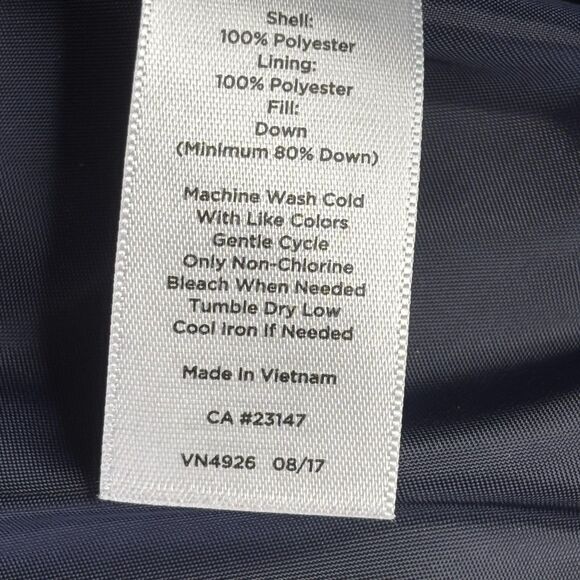 Shell:
100% Polyester
Lining:
100% Polyester
Fill:
Down
(Minimum 80% Down)
Machine Wash Cold
With Like Colors
Gentle Cycle
Only Non-Chlorine
Bleach When Needed
Tumble Dry Low
Cool Iron If Needed
Made In Vietnam
CA #23147
VN4926 08/17